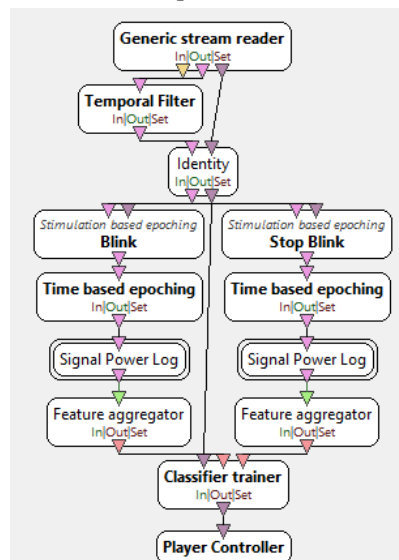 Generic stream reader
In|Out|Set
Temporal Filter
In|Out|Set
Identity
In|Out|Set
Stimulation based epoching
Blink
Stimulation based epoching
Stop Blink
Time based epoching
In|Out|Set
Time based epoching
In|Out|Set
Signal Power Log
Signal Power Log
Feature aggregator
In|Out|Set
Feature aggregator
In|Out|Set
Classifier trainer
In|Out|Set
Player Controller